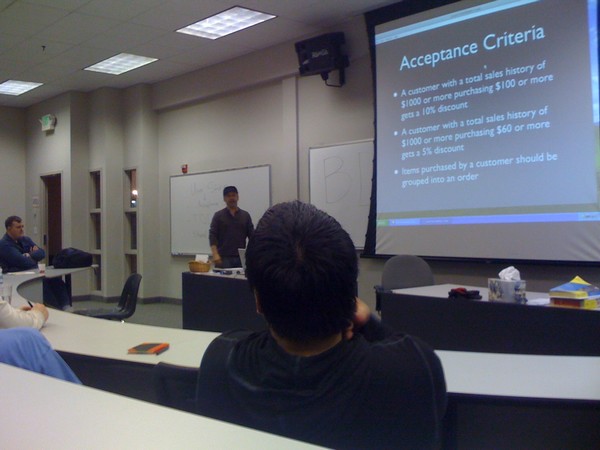 Acceptance Criteria
A customer with a total sales history of
$1000 or more purchasing $100 or more
gets a 10% discount
A customer with a total sales history of
$1000 or more purchasing $60 or more
gets a 5% discount
Items purchased by a customer should be
grouped into an order